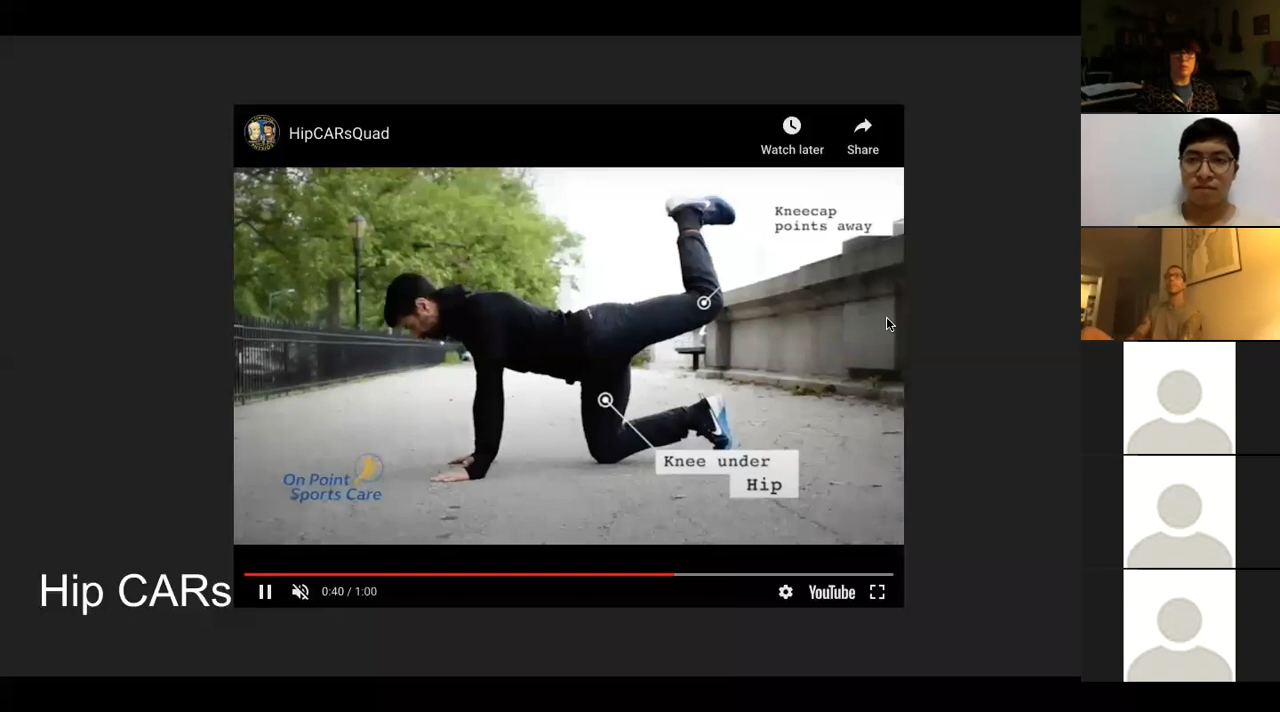 HipCARsQuad
Watch later
Share
Kneecap
points away
Knee under
Hip
On Point
Sports Care
Hip CARs
0:40 / 1:00
YouTube